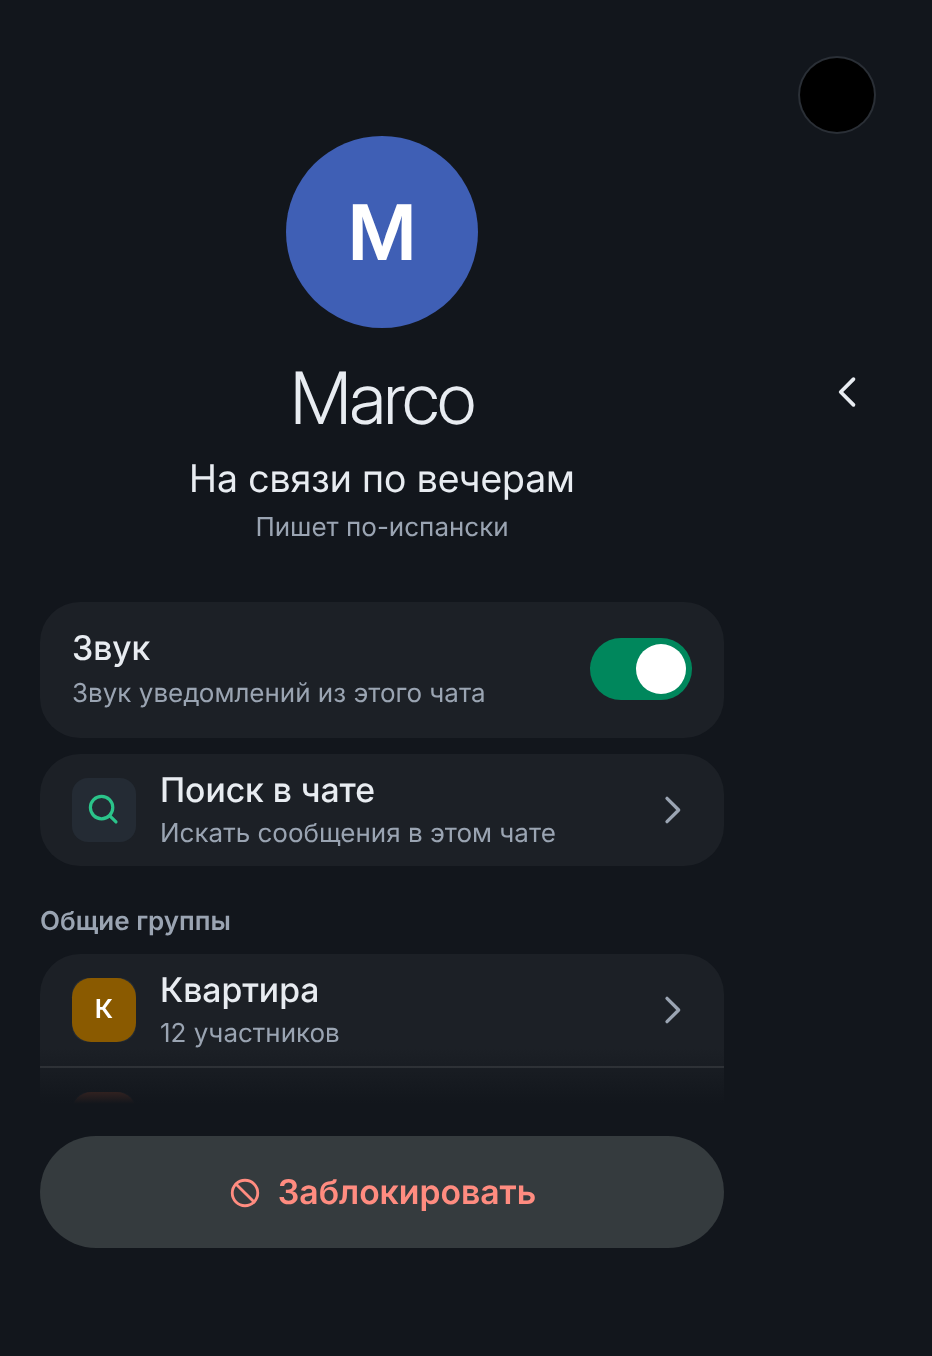 M
Marco
На связи по вечерам
Пишет по-испански
Звук
Звук уведомлений из этого чата
Поиск в чате
Искать сообщения в этом чате
Общие группы
К
Квартира
12 участников
Заблокировать